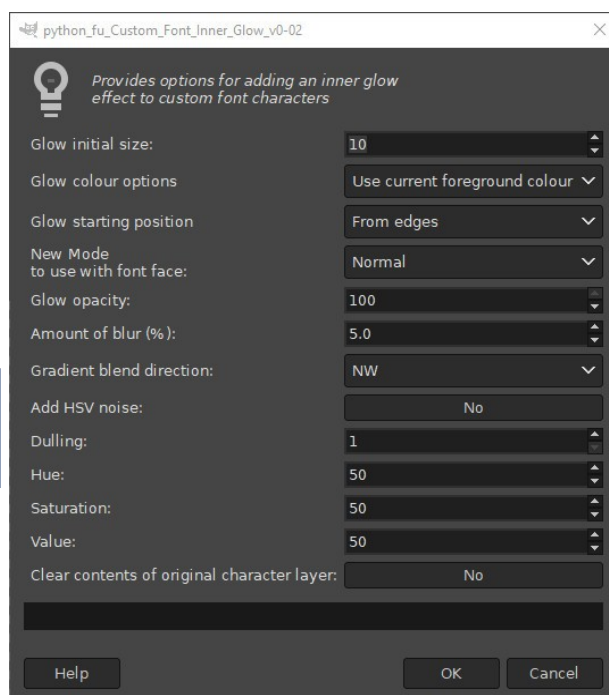 python_fu_Custom_Font_Inner_Glow_v0-02
Provides options for adding an inner glow
effect to custom font characters
Glow initial size: 10
Glow colour options Use current foreground colour
Glow starting position From edges
New Mode
to use with font face: Normal
Glow opacity: 100
Amount of blur (%): 5.0
Gradient blend direction: NW
Add HSV noise: No
Dulling: 1
Hue: 50
Saturation: 50
Value: 50
Clear contents of original character layer: No
Help OK Cancel